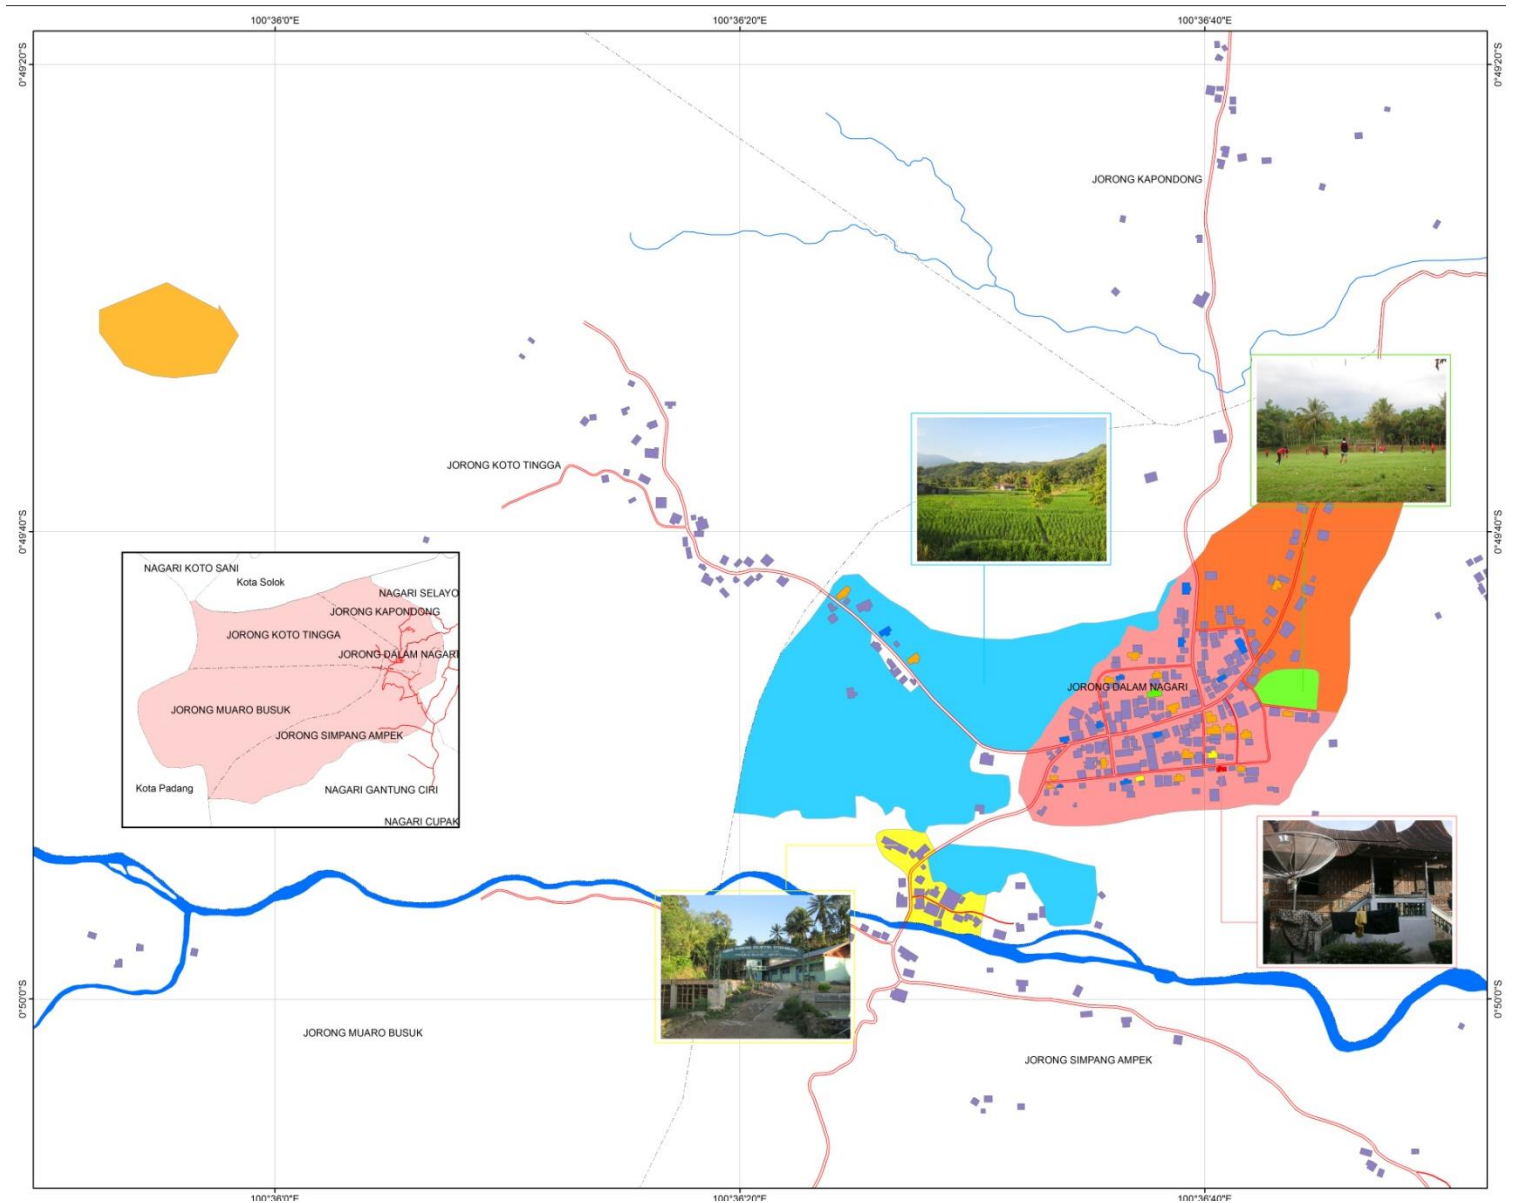 100°36'0"E
100°36'20"E
100°36'40"E
0°49'20"S
0°49'20"S
JORONG KAPONDONG
JORONG KOTO TINGGA
0°49'40"S
0°49'40"S
NAGARI KOTO SANI
Kota Solok
NAGARI SELAYO
JORONG KAPONDONG
JORONG KOTO TINGGA
JORONG DALAM NAGARI
JORONG MUARO BUSUK
JORONG SIMPANG AMPEK
Kota Padang
NAGARI GANTUNG CIRI
NAGARI CUPAK
JORONG DALAM NAGARI
0°50'0"S
0°50'0"S
JORONG MUARO BUSUK
JORONG SIMPANG AMPEK
100°36'0"E
100°36'20"E
100°36'40"E